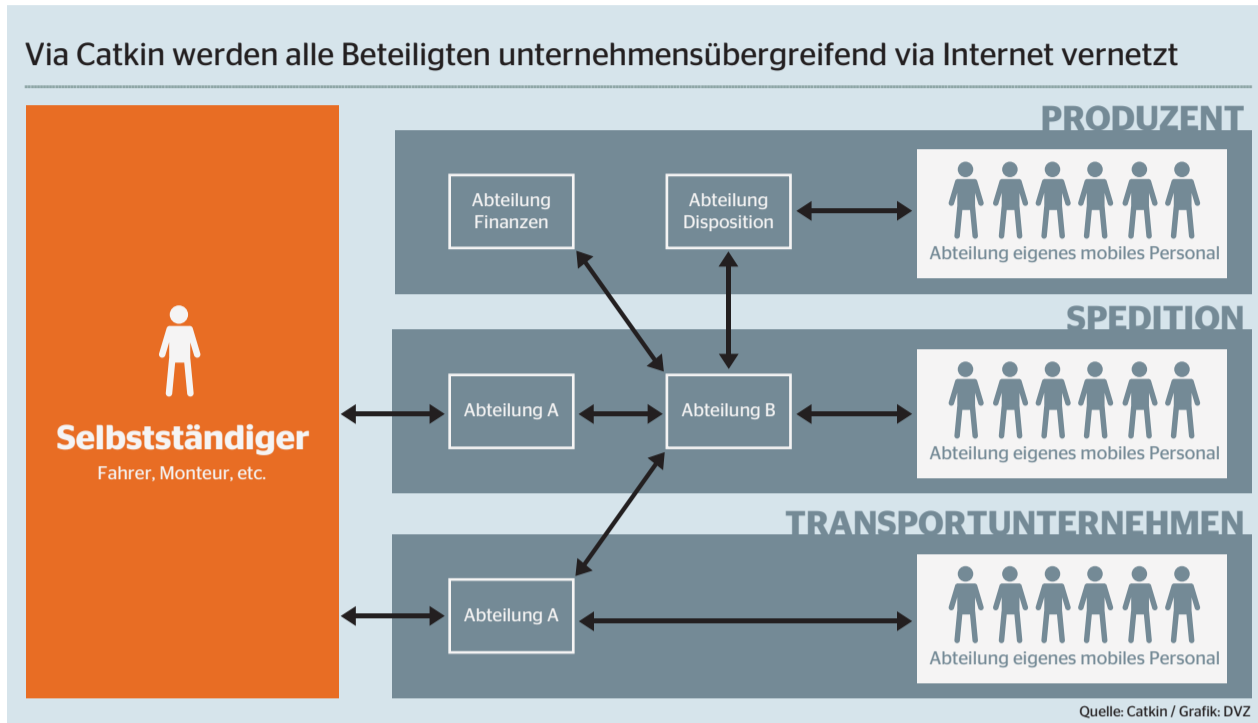 Via Catkin werden alle Beteiligten unternehmensübergreifend via Internet vernetzt
Selbstständiger
Fahrer, Monteur, etc.
PRODUZENT
Abteilung
Finanzen
Abteilung
Disposition
Abteilung eigenes mobiles Personal
SPEDITION
Abteilung A
Abteilung B
Abteilung eigenes mobiles Personal
TRANSPORTUNTERNEHMEN
Abteilung A
Abteilung eigenes mobiles Personal
Quelle: Catkin / Grafik: DVZ